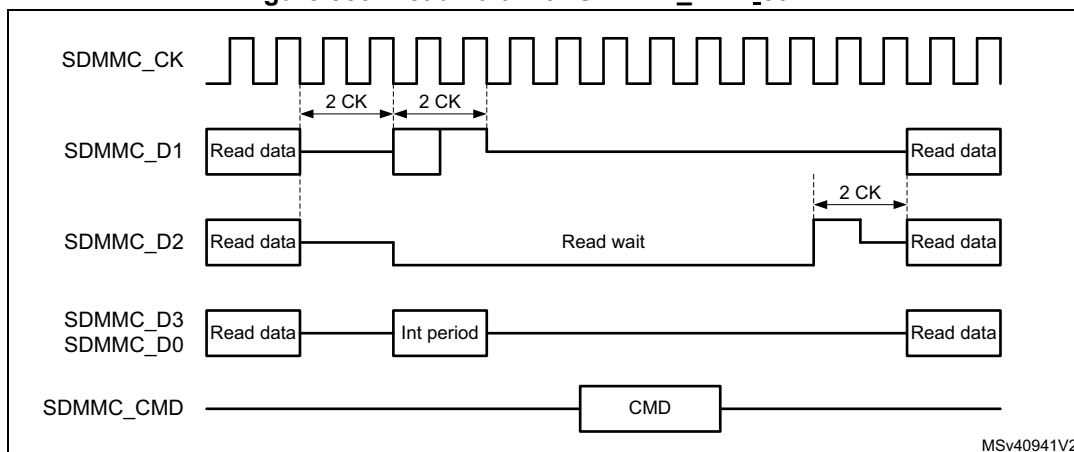 SDMMC_CK
2 CK 2 CK
SDMMC_D1 Read data Read data
2 CK
SDMMC_D2 Read data Read wait Read data
SDMMC_D3
SDMMC_D0 Read data Int period Read data
SDMMC_CMD CMD
MSv40941V2